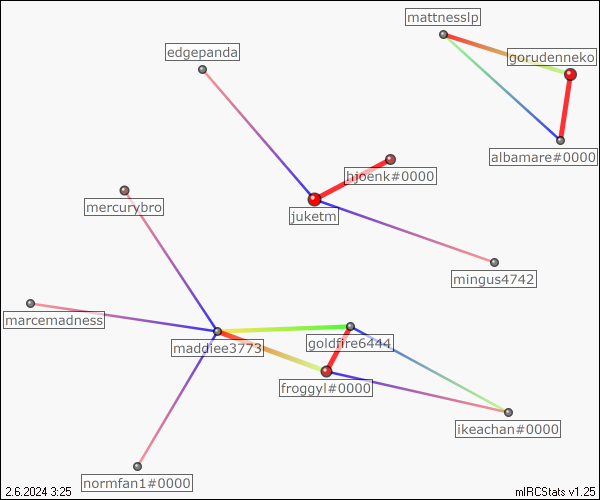 mattnesslp
edgepanda
gorudenneko
albamare#0000
hjoenk#0000
mercurybro
juketm
mingus4742
marcemadness
maddiee3773
goldfire6444
froggyl#0000
ikeachan#0000
normfan1#0000
2.6.2024 3:25
mIRCStats v1.25